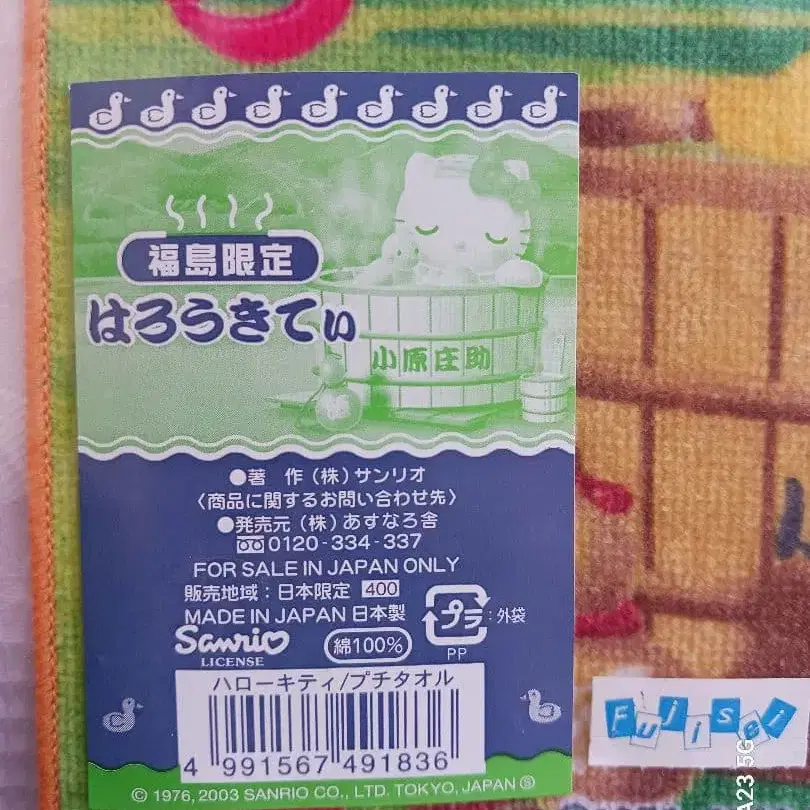 福島限定
はろうきてぃ
小原庄助
●著 作(株)サンリオ
〈商品に関するお問い合わせ先〉
●発売元(株)あすなろ舎
0120-334-337
FOR SALE IN JAPAN ONLY
販売地域:日本限定 400
MADE IN JAPAN 日本製
プラ:外袋
PP
Sanrio
LICENSE
綿100%
ハローキティ/プチタオル
4 991567 491836
© 1976, 2003 SANRIO CO., LTD. TOKYO, JAPAN Ⓢ
Fujisei
A23 5G